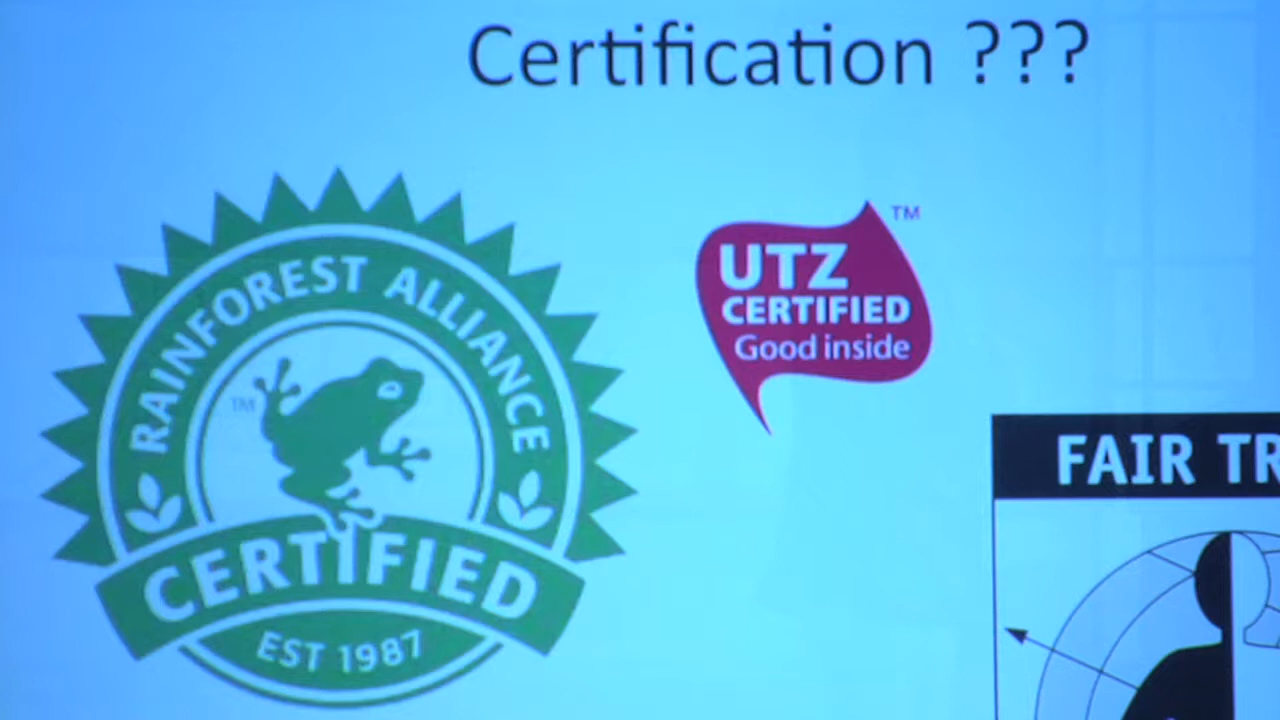 Certification ???
RAINFOREST ALLIANCE
TM
CERTIFIED
EST 1987
TM
UTZ
CERTIFIED
Good inside
FAIR TR